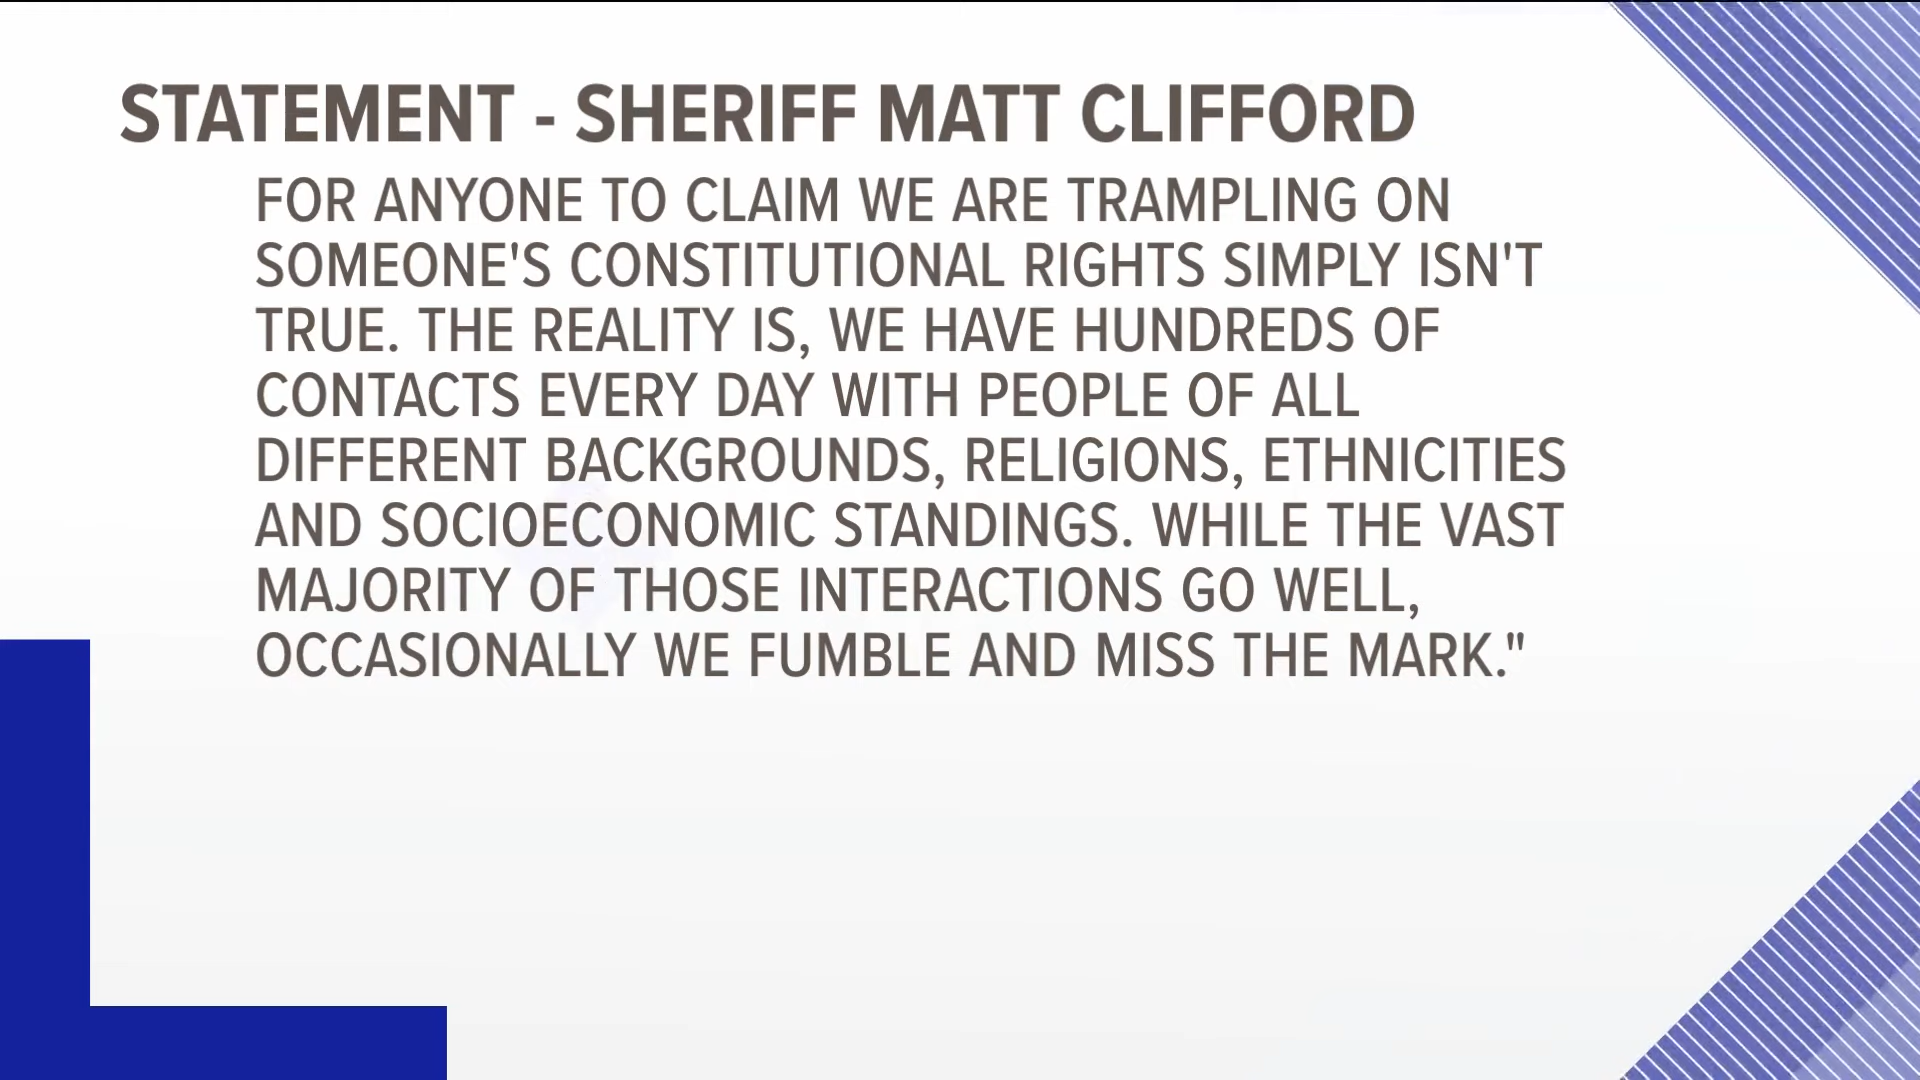 STATEMENT - SHERIFF MATT CLIFFORD
FOR ANYONE TO CLAIM WE ARE TRAMPLING ON
SOMEONE'S CONSTITUTIONAL RIGHTS SIMPLY ISN'T
TRUE. THE REALITY IS, WE HAVE HUNDREDS OF
CONTACTS EVERY DAY WITH PEOPLE OF ALL
DIFFERENT BACKGROUNDS, RELIGIONS, ETHNICITIES
AND SOCIOECONOMIC STANDINGS. WHILE THE VAST
MAJORITY OF THOSE INTERACTIONS GO WELL,
OCCASIONALLY WE FUMBLE AND MISS THE MARK."